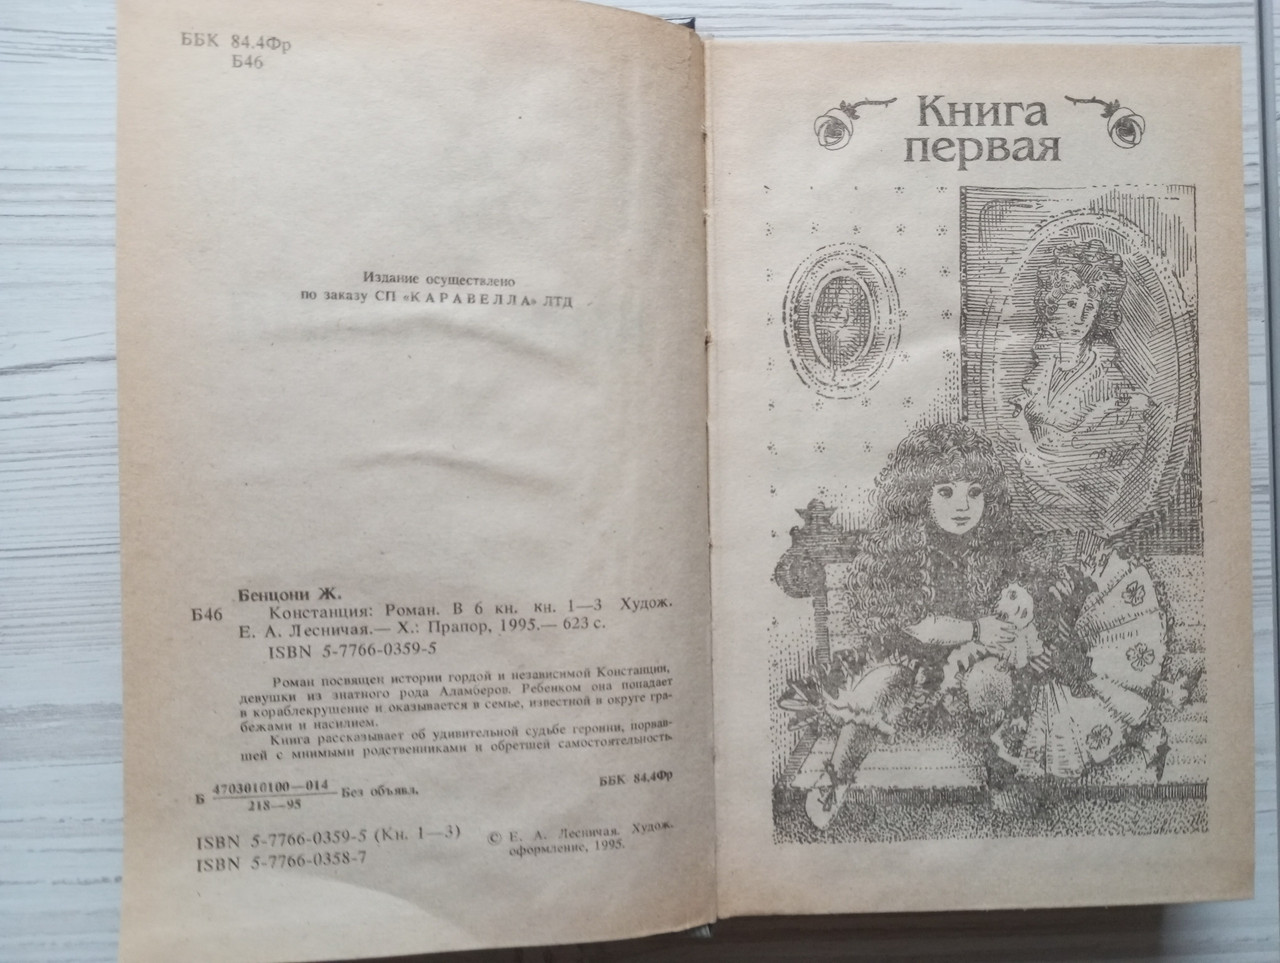 ББК 84.4Фр
Б46
Издание осуществлено
по заказу СП «КАРАВЕЛЛА» ЛТД
Бенцони Ж.
Б46 Констанция: Роман. В 6 кн. кн. 1—3 Худож.
Е. А. Лесничая.— Х.: Прапор, 1995.— 623 с.
ISBN 5-7766-0359-5
Роман посвящен истории гордой и независимой Констанции,
девушки из знатного рода Аламберов. Ребенком она попадает
в кораблекрушение и оказывается в семье, известной в округе гра-
бежами и насилием.
Книга рассказывает об удивительной судьбе героини, порвав-
шей с мнимыми родственниками и обретшей самостоятельность.
Б 4703010100—014 Без объявл.
218—95
ББК 84.4Фр
ISBN 5-7766-0359-5 (Кн. 1—3)
ISBN 5-7766-0358-7
© Е. А. Лесничая. Худож.
оформление, 1995.
Книга
первая